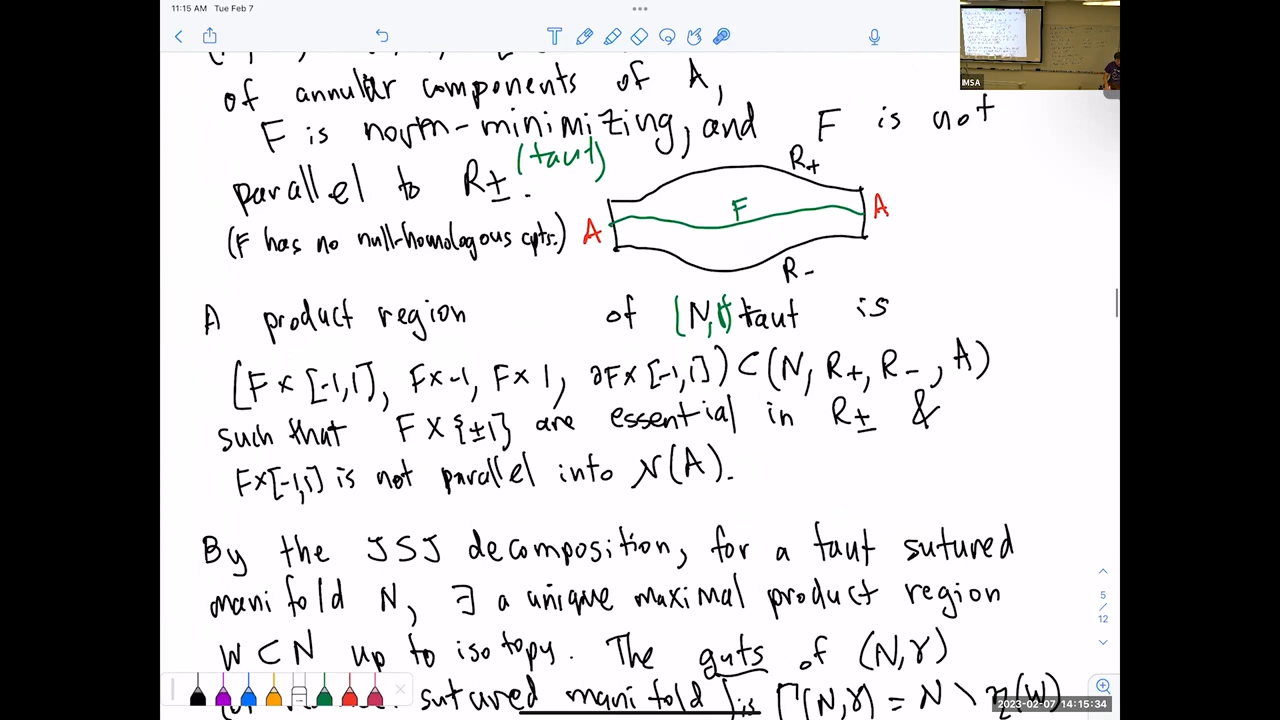 11:15 AM Tue Feb 7
IMSA
of annular components of A,
F is norm-minimizing, and F is not
(taut)
parallel to R±.
(F has no null-homologous cpts.)
R+
A
F
A
R-
A product region of (N,γ) taut is
(F×[-1,1], F×-1, F×1, ∂F×[-1,1]) ⊂ (N, R+, R-, A)
such that F×{±1} are essential in R± &
F×[-1,1] is not parallel into N(A).
By the JSJ decomposition, for a taut sutured
manifold N, ∃ a unique maximal product region
W⊂N up to isotopy. The guts of (N,γ)
sutured manifold) is Γ(N,γ) = N \ η(W)
5
/
12
2023-02-07 14:15:34